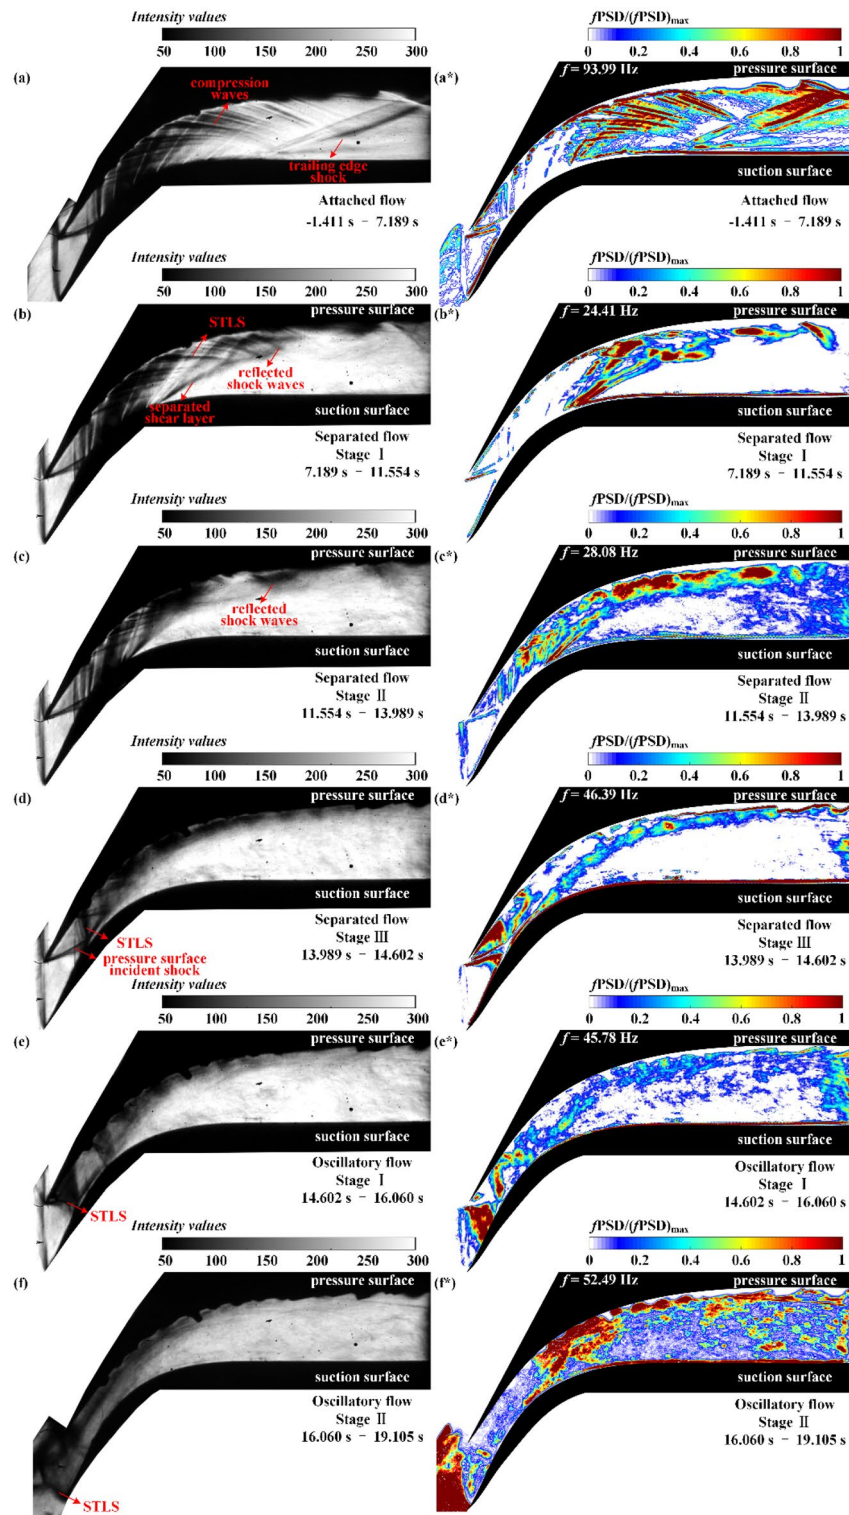 Intensity values
50 100 150 200 250 300
fPSD/(fPSD)max
0 0.2 0.4 0.6 0.8 1
(a)
compression
waves
trailing edge
shock
Attached flow
-1.411 s - 7.189 s
(a*)
f = 93.99 Hz
pressure surface
suction surface
Attached flow
-1.411 s - 7.189 s
Intensity values
50 100 150 200 250 300
fPSD/(fPSD)max
0 0.2 0.4 0.6 0.8 1
(b)
pressure surface
STLS
reflected
shock waves
separated
shear layer
suction surface
Separated flow
Stage Ⅰ
7.189 s - 11.554 s
(b*)
f = 24.41 Hz
pressure surface
suction surface
Separated flow
Stage Ⅰ
7.189 s - 11.554 s
Intensity values
50 100 150 200 250 300
fPSD/(fPSD)max
0 0.2 0.4 0.6 0.8 1
(c)
pressure surface
reflected
shock waves
suction surface
Separated flow
Stage Ⅱ
11.554 s - 13.989 s
(c*)
f = 28.08 Hz
pressure surface
suction surface
Separated flow
Stage Ⅱ
11.554 s - 13.989 s
Intensity values
50 100 150 200 250 300
fPSD/(fPSD)max
0 0.2 0.4 0.6 0.8 1
(d)
pressure surface
suction surface
STLS
pressure surface
incident shock
Separated flow
Stage Ⅲ
13.989 s - 14.602 s
(d*)
f = 46.39 Hz
pressure surface
suction surface
Separated flow
Stage Ⅲ
13.989 s - 14.602 s
Intensity values
50 100 150 200 250 300
fPSD/(fPSD)max
0 0.2 0.4 0.6 0.8 1
(e)
pressure surface
suction surface
STLS
Oscillatory flow
Stage Ⅰ
14.602 s - 16.060 s
(e*)
f = 45.78 Hz
pressure surface
suction surface
Oscillatory flow
Stage Ⅰ
14.602 s - 16.060 s
Intensity values
50 100 150 200 250 300
fPSD/(fPSD)max
0 0.2 0.4 0.6 0.8 1
(f)
pressure surface
suction surface
Oscillatory flow
Stage Ⅱ
16.060 s - 19.105 s
STLS
(f*)
f = 52.49 Hz
pressure surface
suction surface
Oscillatory flow
Stage Ⅱ
16.060 s - 19.105 s